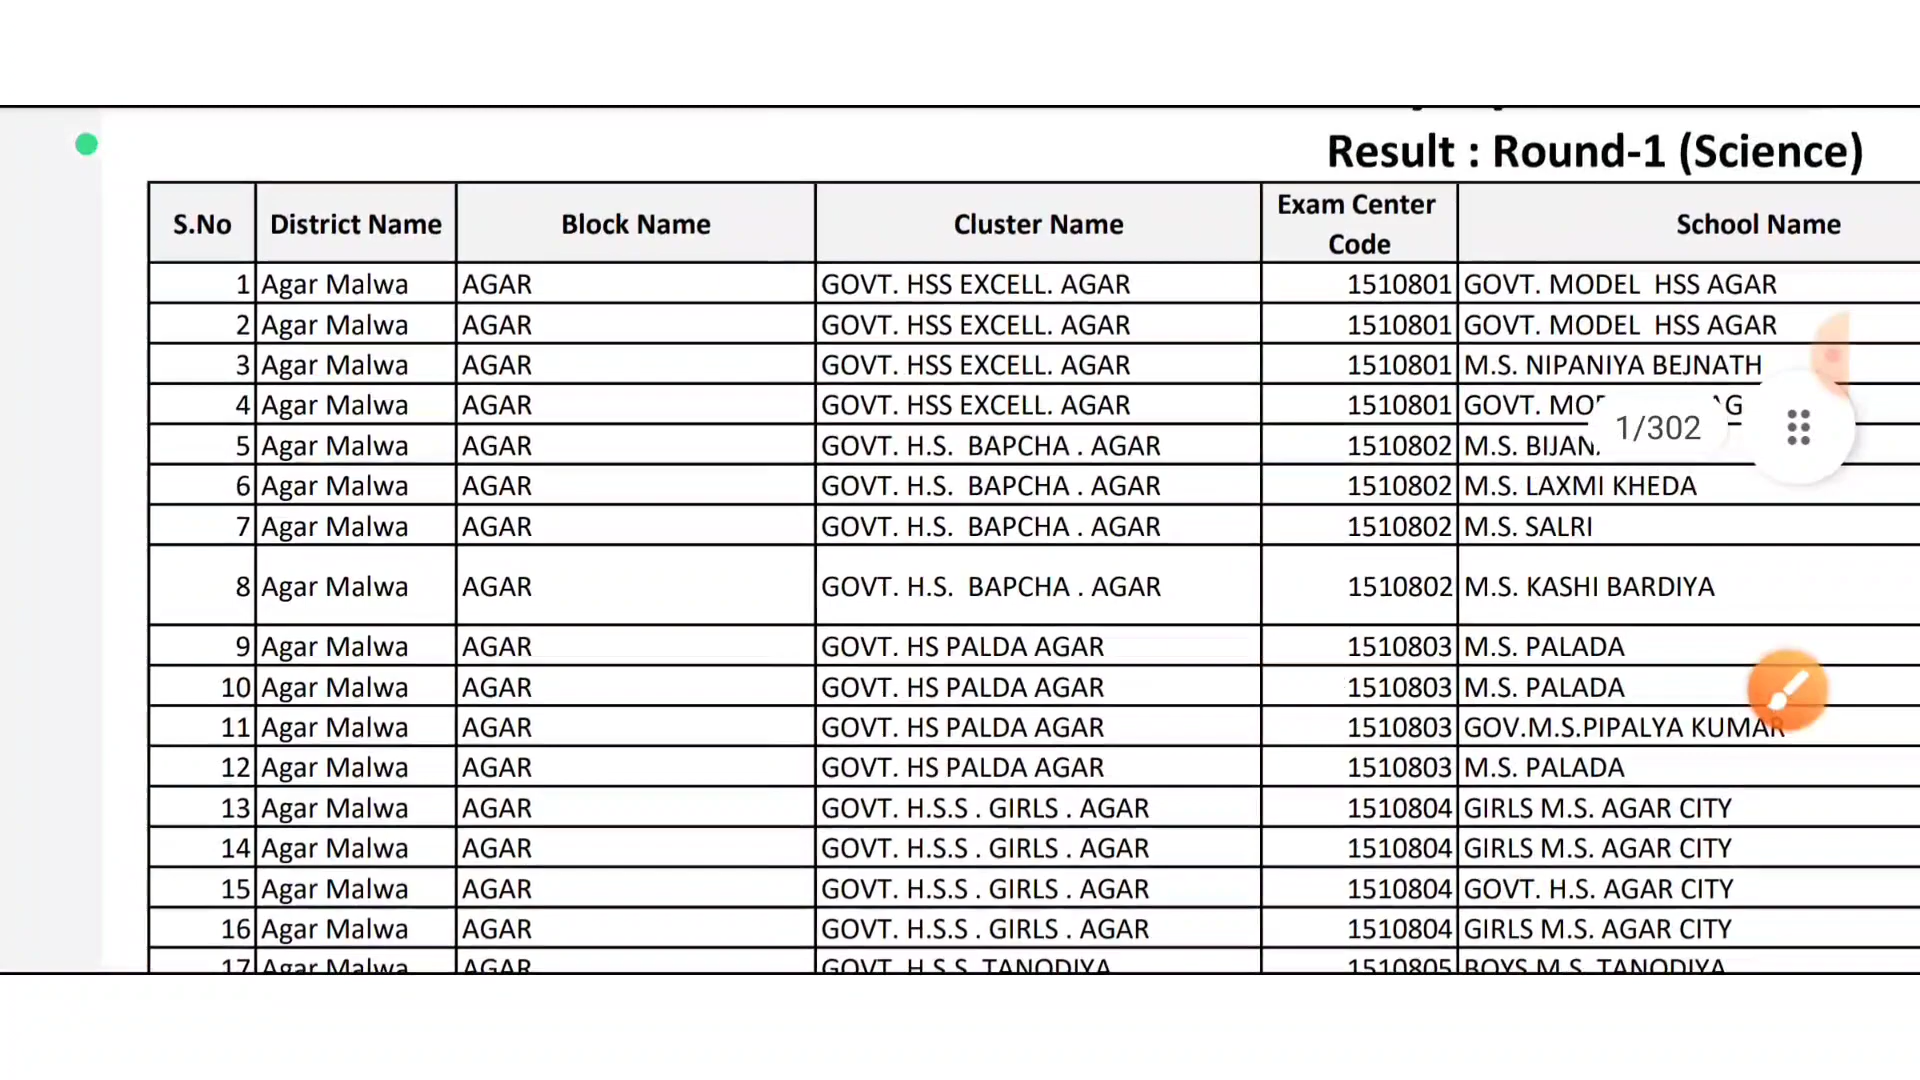 Result : Round-1 (Science)
S.No District Name Block Name Cluster Name Exam Center Code School Name
1 Agar Malwa AGAR GOVT. HSS EXCELL. AGAR 1510801 GOVT. MODEL HSS AGAR
2 Agar Malwa AGAR GOVT. HSS EXCELL. AGAR 1510801 GOVT. MODEL HSS AGAR
3 Agar Malwa AGAR GOVT. HSS EXCELL. AGAR 1510801 M.S. NIPANIYA BEJNATH
4 Agar Malwa AGAR GOVT. HSS EXCELL. AGAR 1510801 GOVT.
1/302
5 Agar Malwa AGAR GOVT. H.S. BAPCHA . AGAR 1510802 M.S.
6 Agar Malwa AGAR GOVT. H.S. BAPCHA . AGAR 1510802 M.S. LAXMI KHEDA
7 Agar Malwa AGAR GOVT. H.S. BAPCHA . AGAR 1510802 M.S. SALRI
8 Agar Malwa AGAR GOVT. H.S. BAPCHA . AGAR 1510802 M.S. KASHI BARDIYA
9 Agar Malwa AGAR GOVT. HS PALDA AGAR 1510803 M.S. PALADA
10 Agar Malwa AGAR GOVT. HS PALDA AGAR 1510803 M.S. PALADA
11 Agar Malwa AGAR GOVT. HS PALDA AGAR 1510803 GOV.M.S.PIPALYA KUMAR
12 Agar Malwa AGAR GOVT. HS PALDA AGAR 1510803 M.S. PALADA
13 Agar Malwa AGAR GOVT. H.S.S . GIRLS . AGAR 1510804 GIRLS M.S. AGAR CITY
14 Agar Malwa AGAR GOVT. H.S.S . GIRLS . AGAR 1510804 GIRLS M.S. AGAR CITY
15 Agar Malwa AGAR GOVT. H.S.S . GIRLS . AGAR 1510804 GOVT. H.S. AGAR CITY
16 Agar Malwa AGAR GOVT. H.S.S . GIRLS . AGAR 1510804 GIRLS M.S. AGAR CITY
17 Agar Malwa AGAR GOVT. H.S.S. TANODIYA 1510805 BOYS M.S. TANODIYA